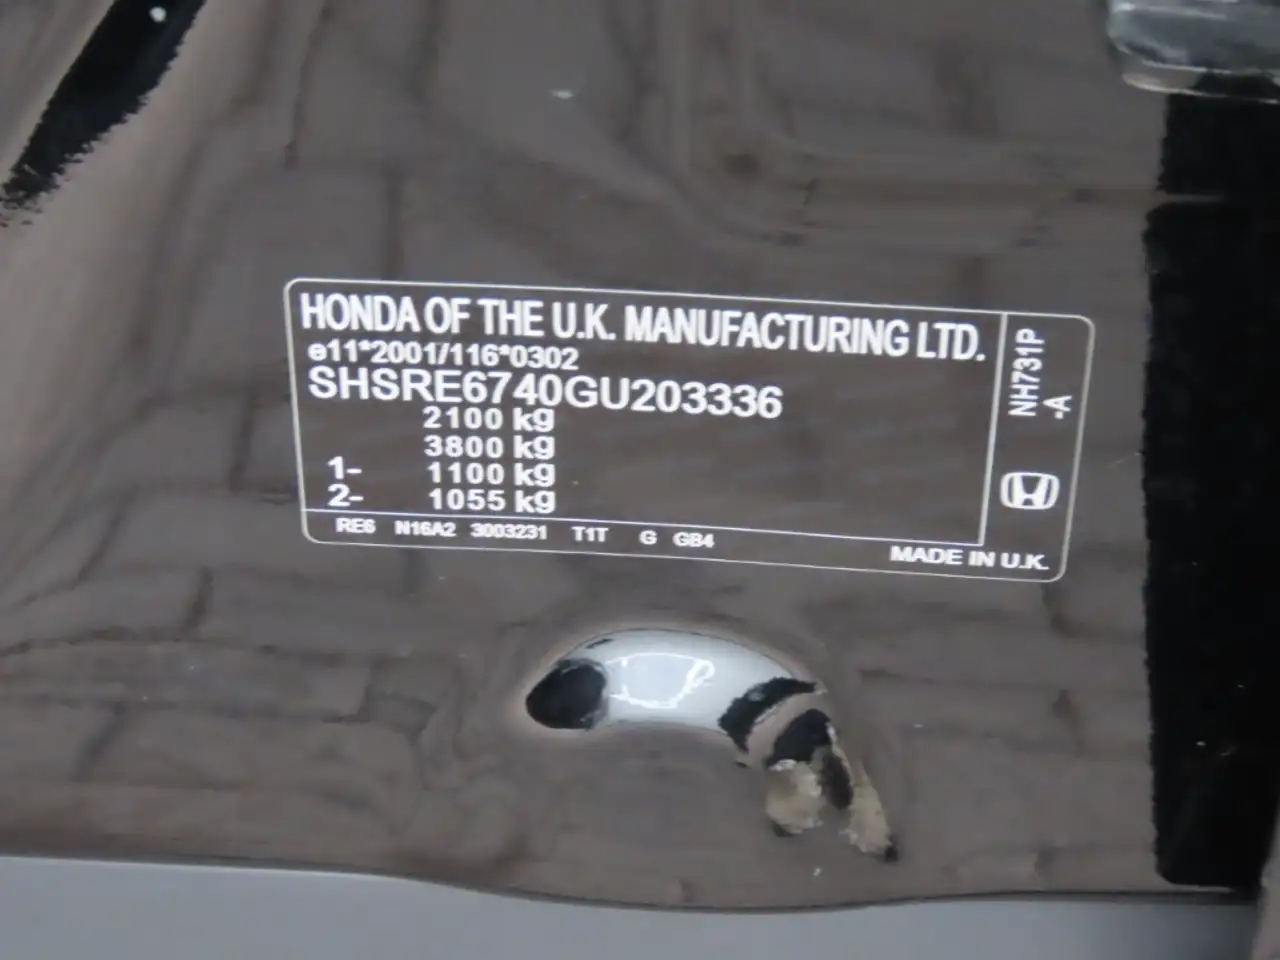 HONDA OF THE U.K. MANUFACTURING LTD.
e11*2001/116*0302
SHSRE6740GU203336
2100 kg
3800 kg
1- 1100 kg
2- 1055 kg
RE6 N16A2 3003231 T1T G GB4
MADE IN U.K.
NH731P
-A